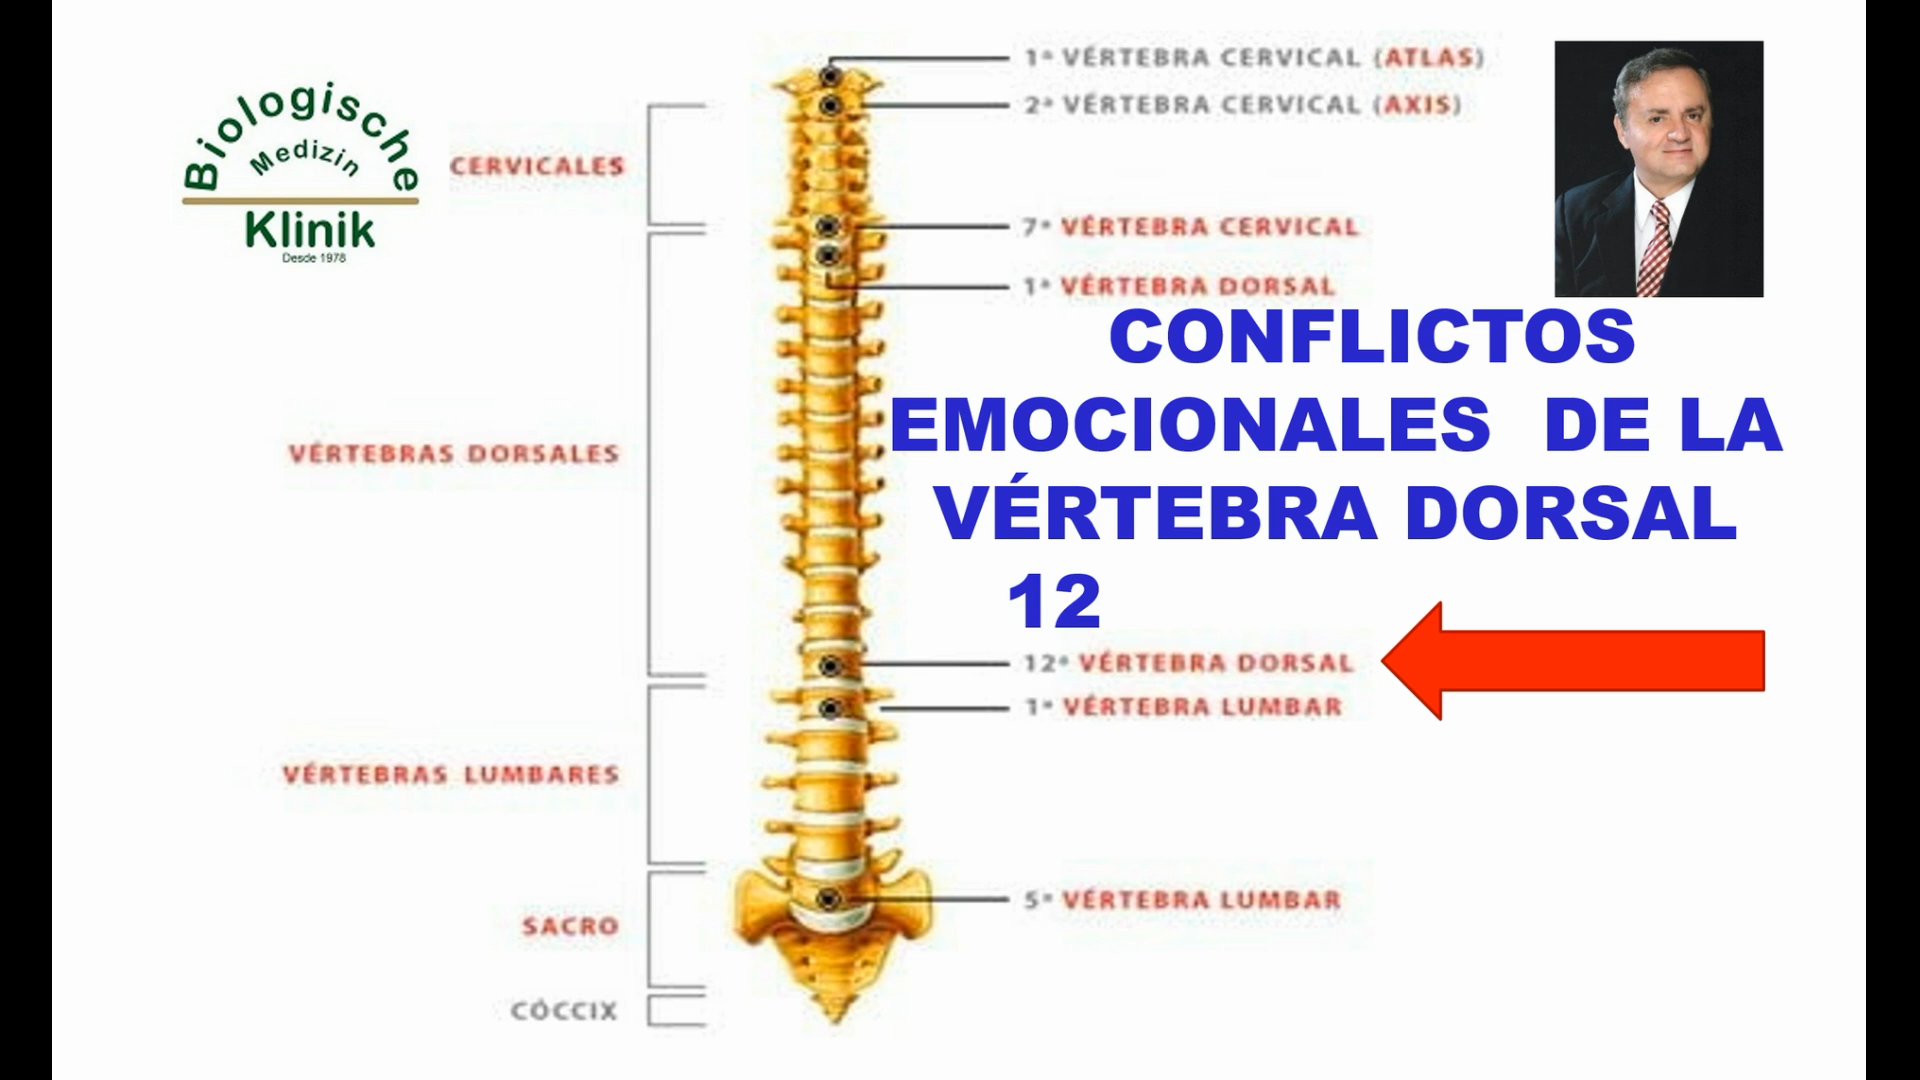 Biologische
Medizin
Klinik
Desde 1978
1ª VÉRTEBRA CERVICAL (ATLAS)
2ª VÉRTEBRA CERVICAL (AXIS)
CERVICALES
7ª VÉRTEBRA CERVICAL
1ª VÉRTEBRA DORSAL
CONFLICTOS
EMOCIONALES DE LA
VÉRTEBRA DORSAL
12
VÉRTEBRAS DORSALES
12ª VÉRTEBRA DORSAL
1ª VÉRTEBRA LUMBAR
VÉRTEBRAS LUMBARES
5ª VÉRTEBRA LUMBAR
SACRO
CÓCCIX